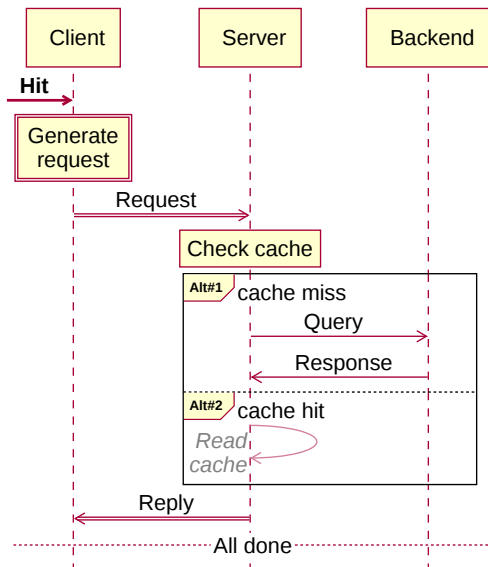 Client
Server
Backend
Hit
Generate
request
Request
Check cache
Alt#1
cache miss
Query
Response
Alt#2
cache hit
Read
cache
Reply
All done